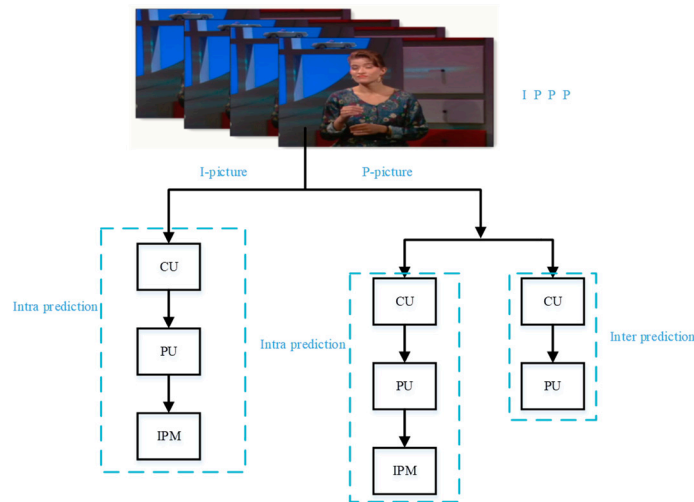 I P P P
I-picture
P-picture
CU
Intra prediction
PU
IPM
CU
Intra prediction
PU
IPM
CU
Inter prediction
PU